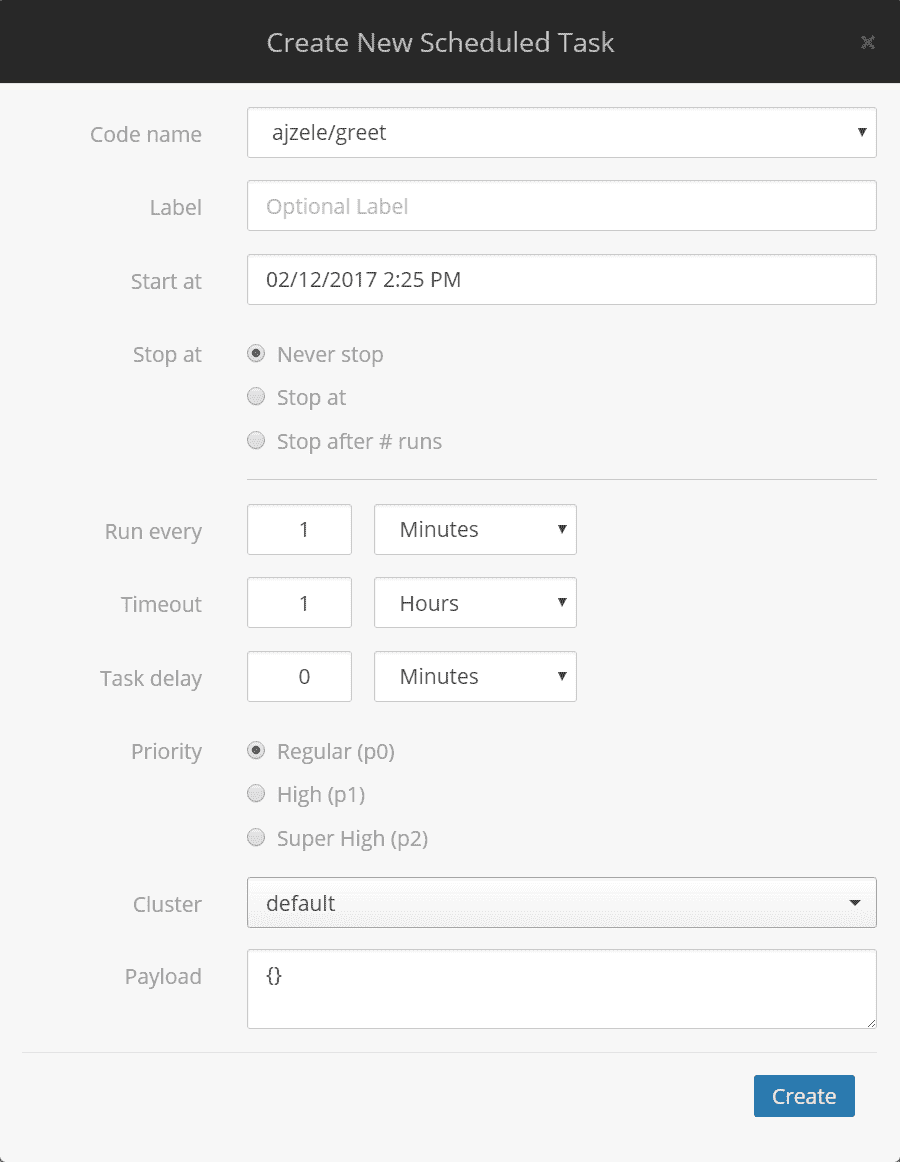 Create New Scheduled Task
Code name ajzele/greet
Label Optional Label
Start at 02/12/2017 2:25 PM
Stop at Never stop
Stop at
Stop after # runs
Run every 1 Minutes
Timeout 1 Hours
Task delay 0 Minutes
Priority Regular (p0)
High (p1)
Super High (p2)
Cluster default
Payload {}
Create